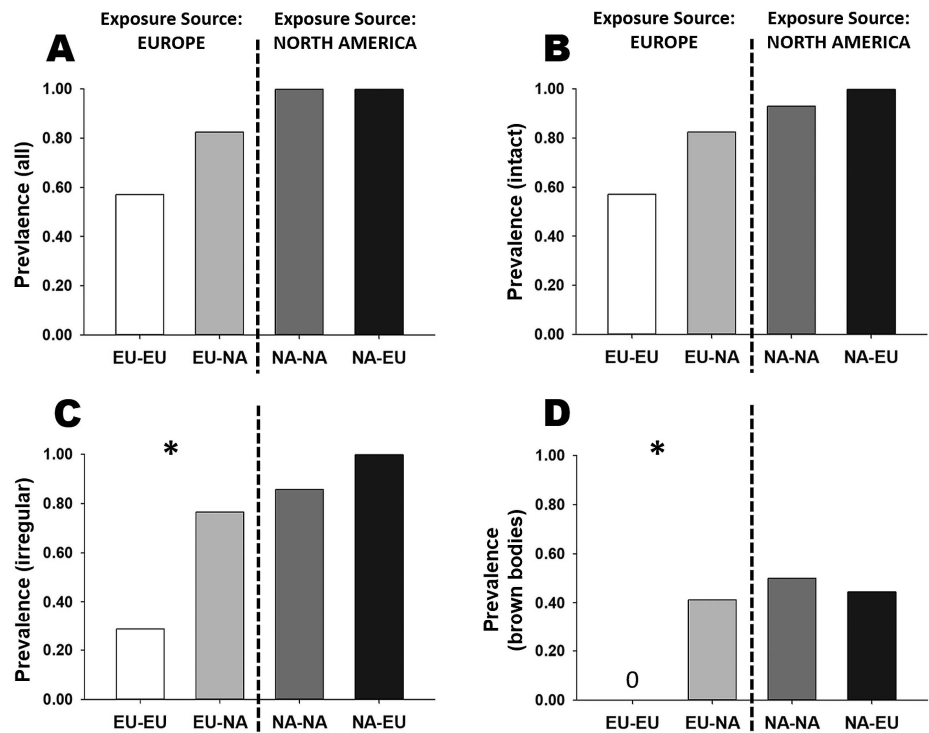 Exposure Source:
EUROPE
Exposure Source:
NORTH AMERICA
A
Prevlaence (all)
1.00
0.80
0.60
0.40
0.20
0.00
EU-EU EU-NA NA-NA NA-EU
Exposure Source:
EUROPE
Exposure Source:
NORTH AMERICA
B
Prevalence (intact)
1.00
0.80
0.60
0.40
0.20
0.00
EU-EU EU-NA NA-NA NA-EU
C
*
Prevalence (irregular)
1.00
0.80
0.60
0.40
0.20
0.00
EU-EU EU-NA NA-NA NA-EU
D
*
Prevalence
(brown bodies)
1.00
0.80
0.60
0.40
0.20
0.00
0
EU-EU EU-NA NA-NA NA-EU